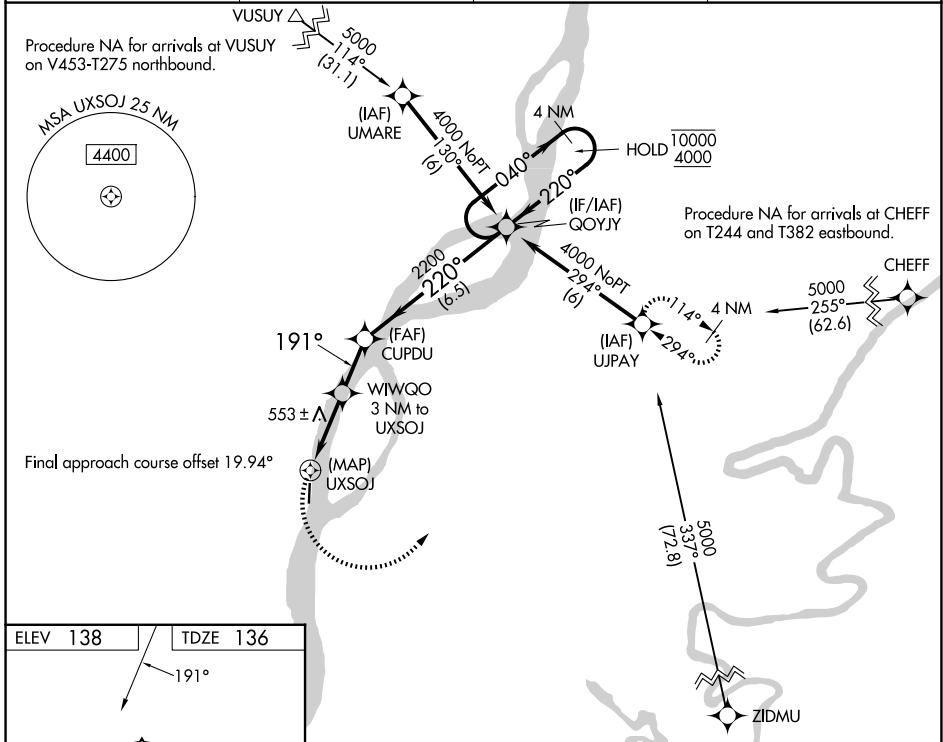 VUSUY
5000
114°
(31.1)
Procedure NA for arrivals at VUSUY
on V453-T275 northbound.
MSA UXSOJ 25 NM
4400
(IAF)
UMARE
4000 NoPT
130°
(6)
4 NM
HOLD 10000
4000
040°
220°
(IF/IAF)
QOYJY
Procedure NA for arrivals at CHEFF
on T244 and T382 eastbound.
CHEFF
5000
255°
(62.6)
4000 NoPT
294°
(6)
114°
4 NM
294°
(IAF)
UJPAY
2200
220°
(6.5)
(FAF)
CUPDU
191°
WIWQO
3 NM to
UXSOJ
553 ±
Final approach course offset 19.94°
(MAP)
UXSOJ
5000
337°
(72.8)
ZIDMU
ELEV 138
TDZE 136
191°